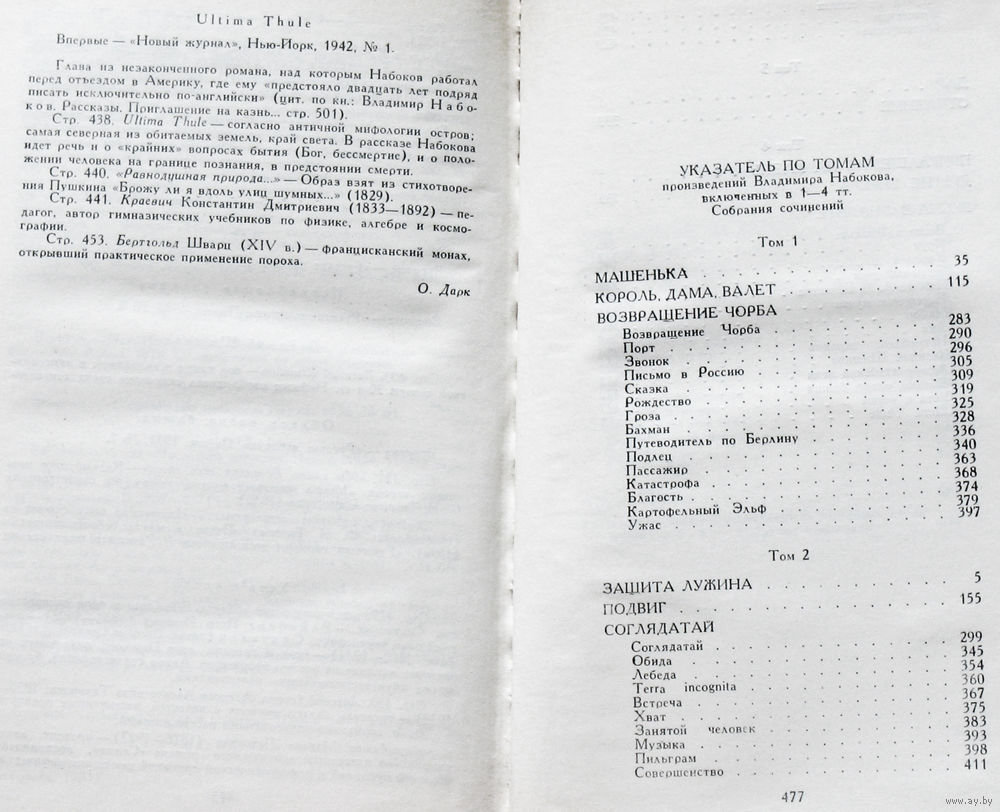 Ultima Thule
Впервые — «Новый журнал», Нью-Йорк, 1942, № 1.
Глава из незаконченного романа, над которым Набоков работал
перед отъездом в Америку, где ему «предстояло двадцать лет подряд
писать исключительно по-английски» (цит. по кн.: Владимир Набо-
ков. Рассказы. Приглашение на казнь... стр. 501).
Стр. 438. Ultima Thule — согласно античной мифологии остров;
самая северная из обитаемых земель, край света. В рассказе Набокова
идет речь и о «крайних» вопросах бытия (Бог, бессмертие), и о поло-
жении человека на границе познания, в предстоянии смерти.
Стр. 440. «Равнодушная природа...» — Образ взят из стихотворе-
ния Пушкина «Брожу ли я вдоль улиц шумных...» (1829).
Стр. 441. Краевич Константин Дмитриевич (1833—1892) — пе-
дагог, автор гимназических учебников по физике, алгебре и космо-
графии.
Стр. 453. Бертгольд Шварц (XIV в.) — францисканский монах,
открывший практическое применение пороха.
О. Дарк
УКАЗАТЕЛЬ ПО ТОМАМ
произведений Владимира Набокова,
включенных в 1—4 тт.
Собрания сочинений
Том 1
МАШЕНЬКА . . . . . . . . . . . . 35
КОРОЛЬ, ДАМА, ВАЛЕТ . . . . . . . . . 115
ВОЗВРАЩЕНИЕ ЧОРБА
Возвращение Чорба . . . . . . . . . 283
Порт . . . . . . . . . . . . 290
Звонок . . . . . . . . . . . . 296
Письмо в Россию . . . . . . . . . 305
Сказка . . . . . . . . . . . . 309
Рождество . . . . . . . . . . . 319
Гроза . . . . . . . . . . . . 325
Бахман . . . . . . . . . . . . 328
Путеводитель по Берлину . . . . . . . 336
Подлец . . . . . . . . . . . . 340
Пассажир . . . . . . . . . . . 363
Катастрофа . . . . . . . . . . . 368
Благость . . . . . . . . . . . 374
Картофельный Эльф . . . . . . . . 379
Ужас . . . . . . . . . . . . 397
Том 2
ЗАЩИТА ЛУЖИНА . . . . . . . . . . 5
ПОДВИГ . . . . . . . . . . . . 155
СОГЛЯДАТАЙ
Соглядатай . . . . . . . . . . . 299
Обида . . . . . . . . . . . . 345
Лебеда . . . . . . . . . . . . 354
Terra incognita . . . . . . . . . . 360
Встреча . . . . . . . . . . . . 367
Хват . . . . . . . . . . . . 375
Занятой человек . . . . . . . . . 383
Музыка . . . . . . . . . . . . 393
Пильграм . . . . . . . . . . . 398
Совершенство . . . . . . . . . . 411
477
www.ay.by